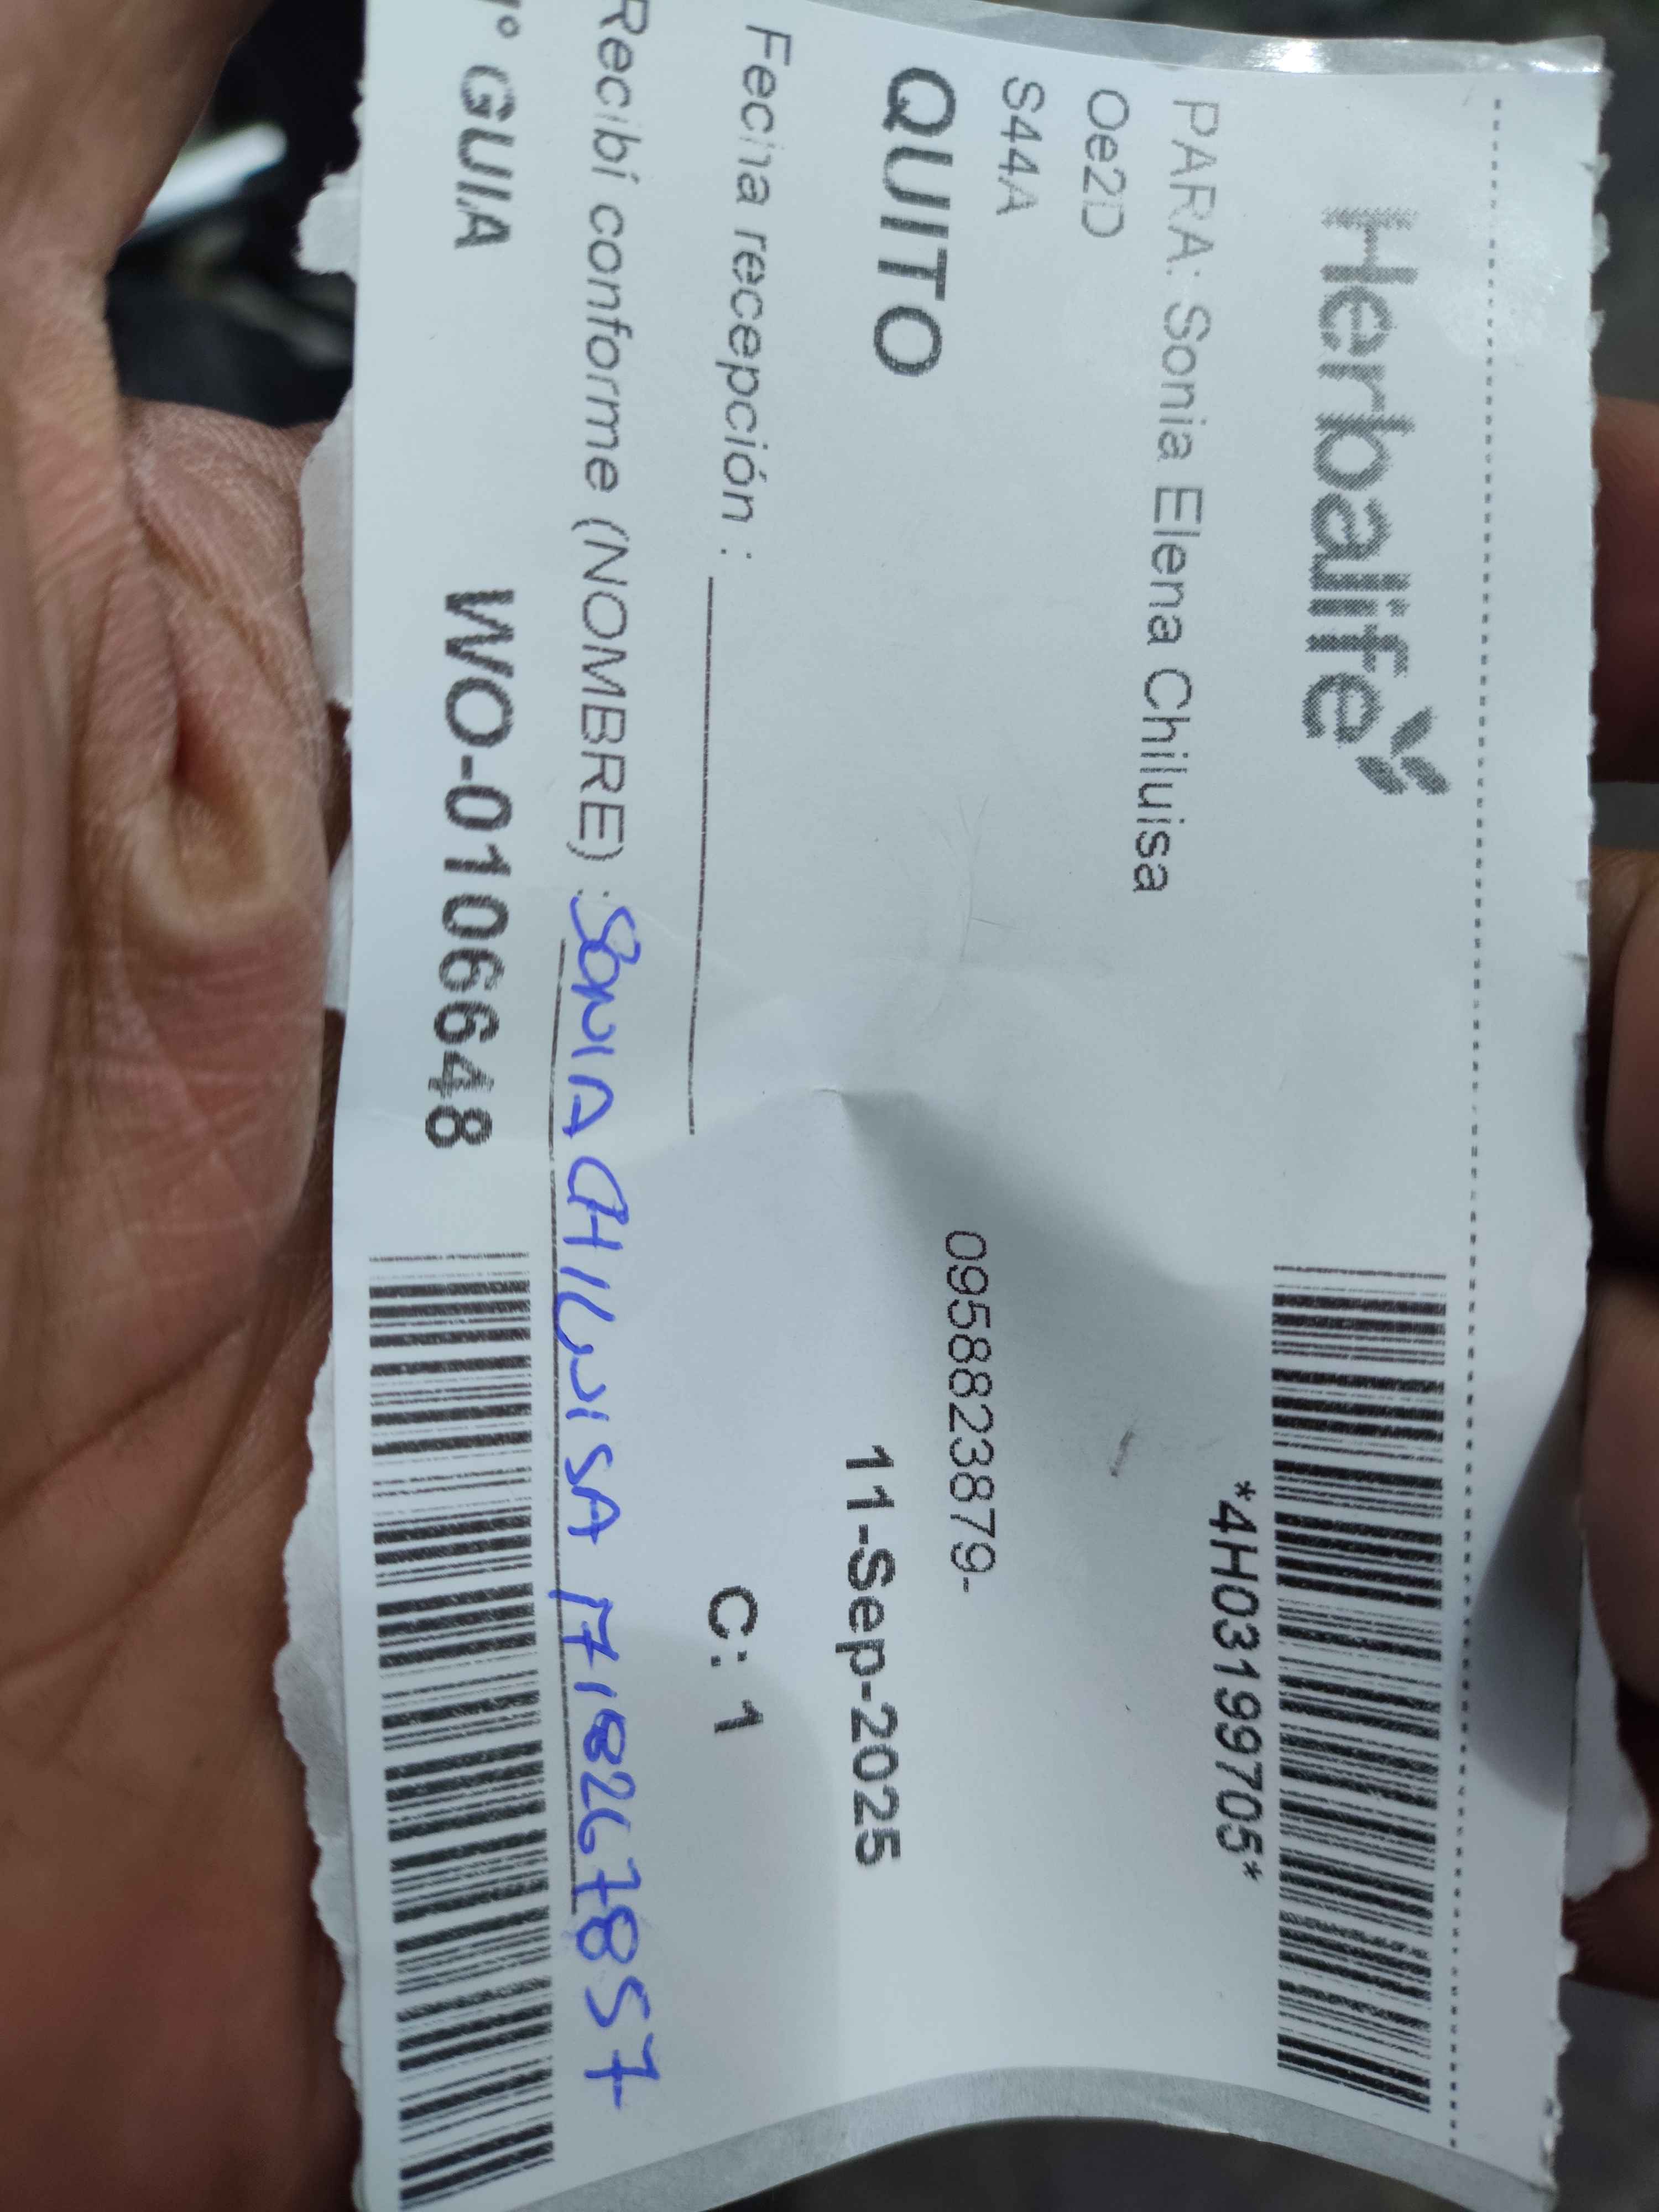 Herbalife
*4H03199705*
PARA: Sonia Elena Chiluisa
Oe2D
S44A
0958823879-
QUITO
11-Sep-2025
Fecha recepción :
C: 1
Recibí conforme (NOMBRE) : SONIA CHILUISA 1718267857
N° GUIA WO-0106648